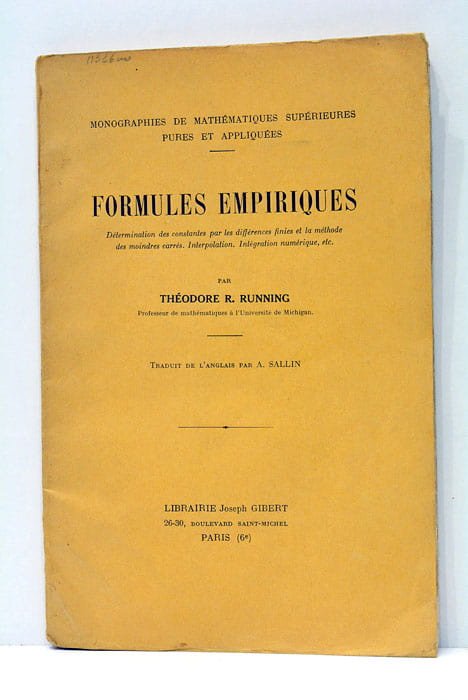 MONOGRAPHIES DE MATHÉMATIQUES SUPÉRIEURES
PURES ET APPLIQUÉES
FORMULES EMPIRIQUES
Détermination des constantes par les différences finies et la méthode
des moindres carrés. Interpolation. Intégration numérique, etc.
PAR
THÉODORE R. RUNNING
Professeur de mathématiques à l'Université de Michigan.
TRADUIT DE L'ANGLAIS PAR A. SALLIN
LIBRAIRIE Joseph GIBERT
26-30, BOULEVARD SAINT-MICHEL
PARIS (6e)